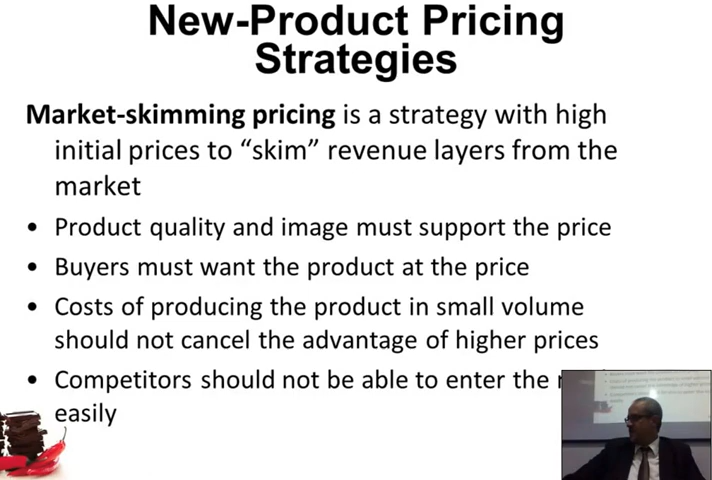 New-Product Pricing
Strategies
Market-skimming pricing is a strategy with high
initial prices to “skim” revenue layers from the
market
• Product quality and image must support the price
• Buyers must want the product at the price
• Costs of producing the product in small volume
should not cancel the advantage of higher prices
• Competitors should not be able to enter the
easily